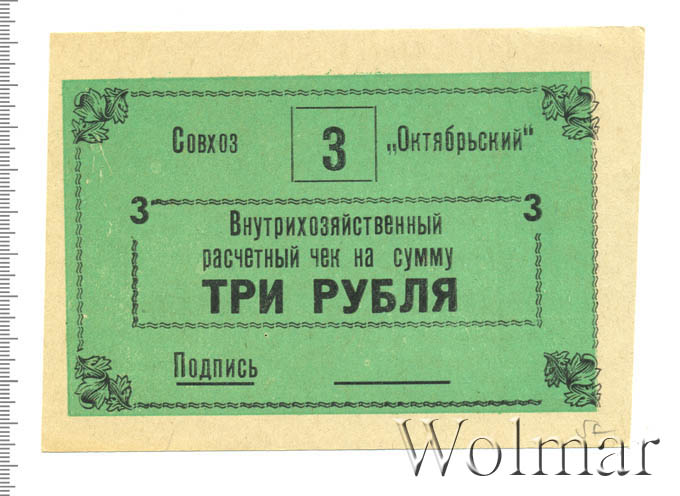 Совхоз 3 „Октябрьский“
3 3
Внутрихозяйственный
расчетный чек на сумму
ТРИ РУБЛЯ
Подпись
Wolmar